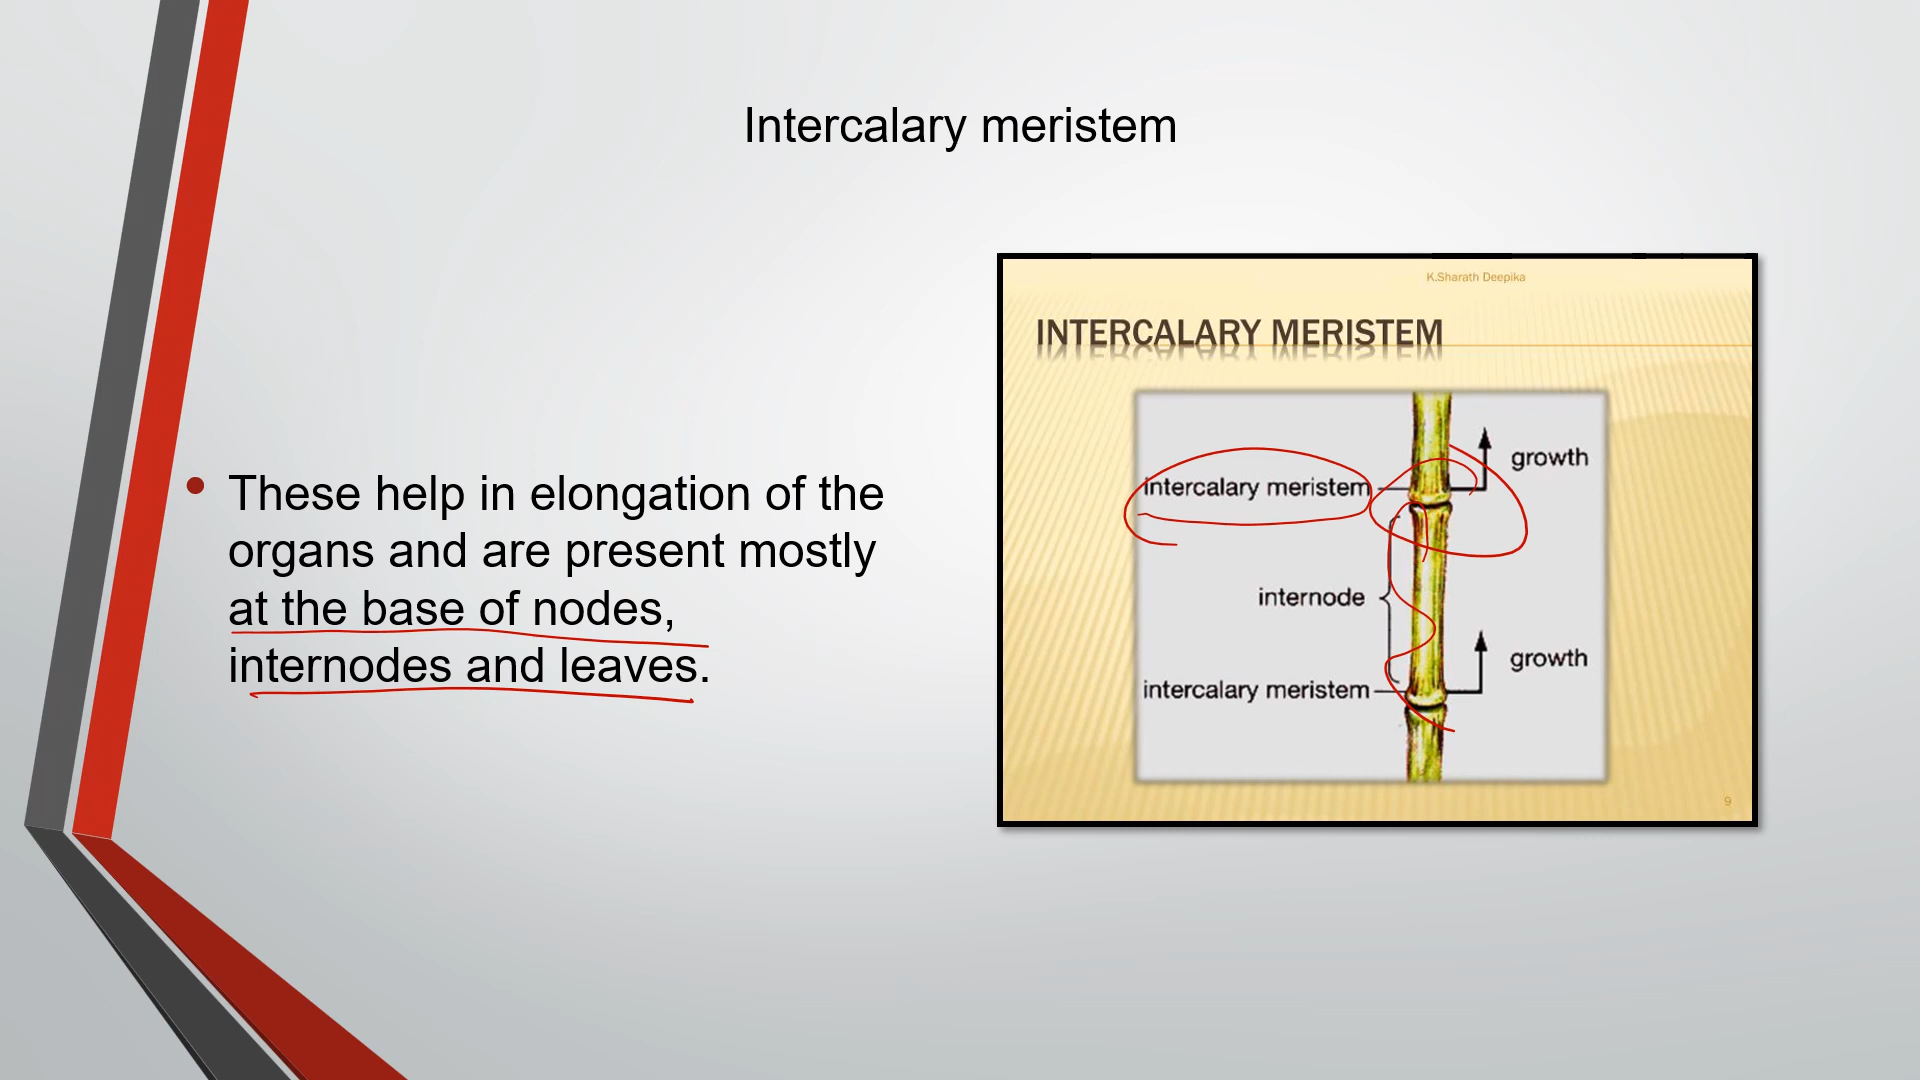 Intercalary meristem
These help in elongation of the
organs and are present mostly
at the base of nodes,
internodes and leaves.
K.Sharath Deepika
INTERCALARY MERISTEM
growth
intercalary meristem
internode
growth
intercalary meristem
9